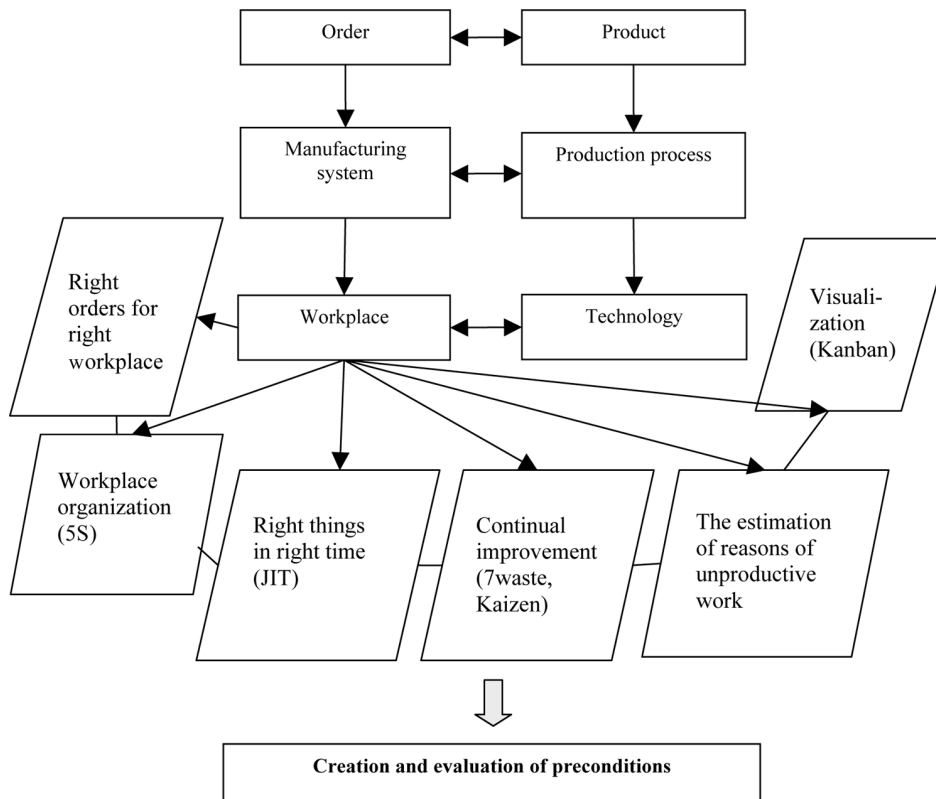 Order
Product
Manufacturing
system
Production process
Right
orders for
right
workplace
Workplace
Technology
Visuali-
zation
(Kanban)
Workplace
organization
(5S)
Right things
in right time
(JIT)
Continual
improvement
(7waste,
Kaizen)
The estimation
of reasons of
unproductive
work
Creation and evaluation of preconditions